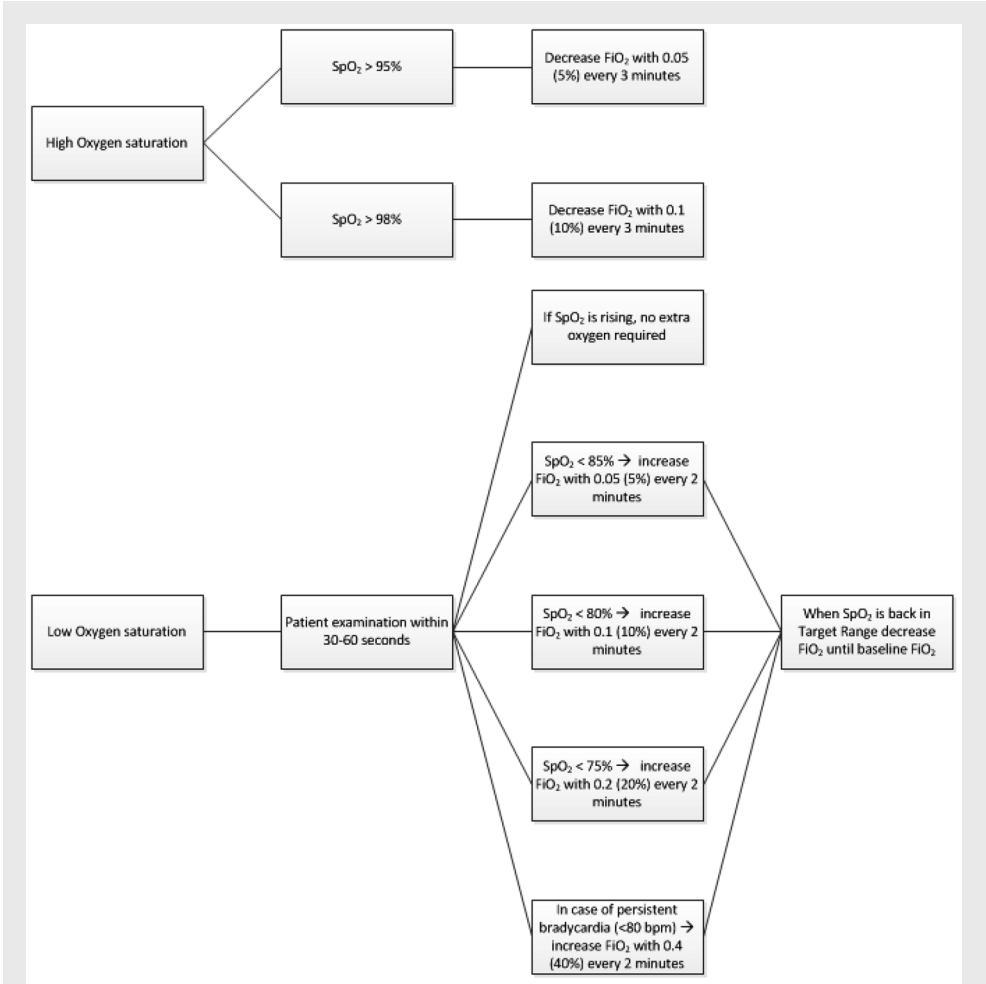 SpO₂ > 95%
Decrease FiO₂ with 0.05
(5%) every 3 minutes
High Oxygen saturation
SpO₂ > 98%
Decrease FiO₂ with 0.1
(10%) every 3 minutes
If SpO₂ is rising, no extra
oxygen required
SpO₂ < 85% → increase
FiO₂ with 0.05 (5%) every 2
minutes
Low Oxygen saturation
Patient examination within
30-60 seconds
SpO₂ < 80% → increase
FiO₂ with 0.1 (10%) every 2
minutes
When SpO₂ is back in
Target Range decrease
FiO₂ until baseline FiO₂
SpO₂ < 75% → increase
FiO₂ with 0.2 (20%) every 2
minutes
In case of persistent
bradycardia (<80 bpm) →
increase FiO₂ with 0.4
(40%) every 2 minutes